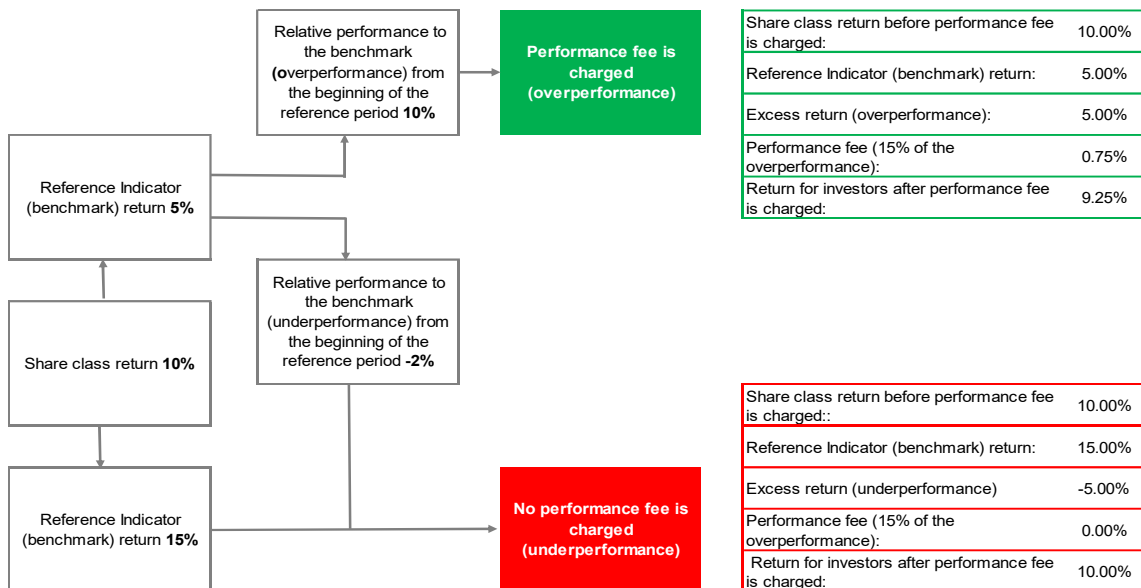 Relative performance to
the benchmark
(overperformance) from
the beginning of the
reference period 10%
Performance fee is
charged
(overperformance)
Share class return before performance fee
is charged:
10.00%
Reference Indicator (benchmark) return:
5.00%
Excess return (overperformance):
5.00%
Performance fee (15% of the
overperformance):
0.75%
Return for investors after performance fee
is charged:
9.25%
Reference Indicator
(benchmark) return 5%
Relative performance to
the benchmark
(underperformance) from
the beginning of the
reference period -2%
Share class return 10%
Reference Indicator
(benchmark) return 15%
No performance fee is
charged
(underperformance)
Share class return before performance fee
is charged::
10.00%
Reference Indicator (benchmark) return:
15.00%
Excess return (underperformance)
-5.00%
Performance fee (15% of the
overperformance):
0.00%
Return for investors after performance fee
is charged:
10.00%